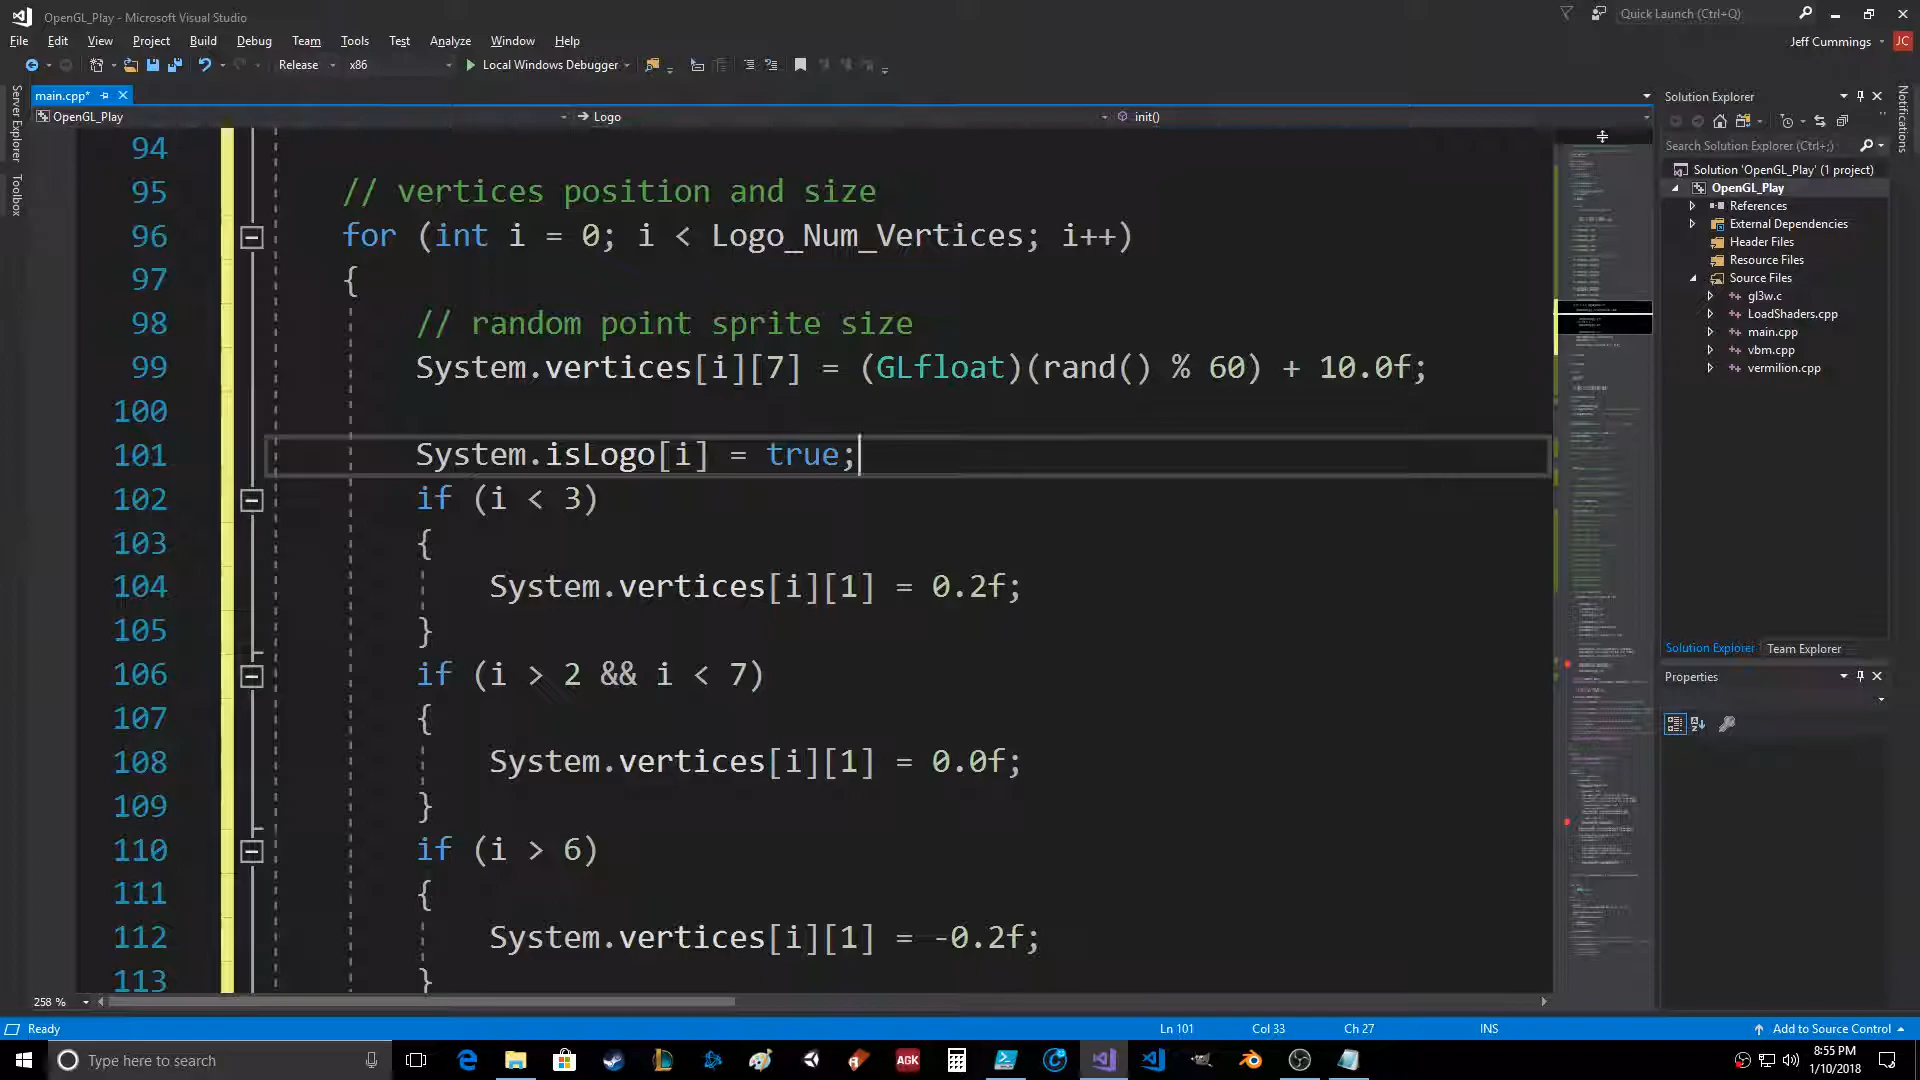 OpenGL_Play - Microsoft Visual Studio
Quick Launch (Ctrl+Q)
File Edit View Project Build Debug Team Tools Test Analyze Window Help
Jeff Cummings JC
Release x86 Local Windows Debugger
main.cpp*
OpenGL_Play Logo init()
Server Explorer
Toolbox
94
95 // vertices position and size
96 for (int i = 0; i < Logo_Num_Vertices; i++)
97 {
98 // random point sprite size
99 System.vertices[i][7] = (GLfloat)(rand() % 60) + 10.0f;
100
101 System.isLogo[i] = true;
102 if (i < 3)
103 {
104 System.vertices[i][1] = 0.2f;
105 }
106 if (i > 2 && i < 7)
107 {
108 System.vertices[i][1] = 0.0f;
109 }
110 if (i > 6)
111 {
112 System.vertices[i][1] = -0.2f;
113 }
258 %
Solution Explorer
Search Solution Explorer (Ctrl+;)
Solution 'OpenGL_Play' (1 project)
OpenGL_Play
References
External Dependencies
Header Files
Resource Files
Source Files
gl3w.c
LoadShaders.cpp
main.cpp
vbm.cpp
vermilion.cpp
Solution Explorer Team Explorer
Properties
Notifications
Ready Ln 101 Col 33 Ch 27 INS Add to Source Control
Type here to search
AGK
8:55 PM
1/10/2018